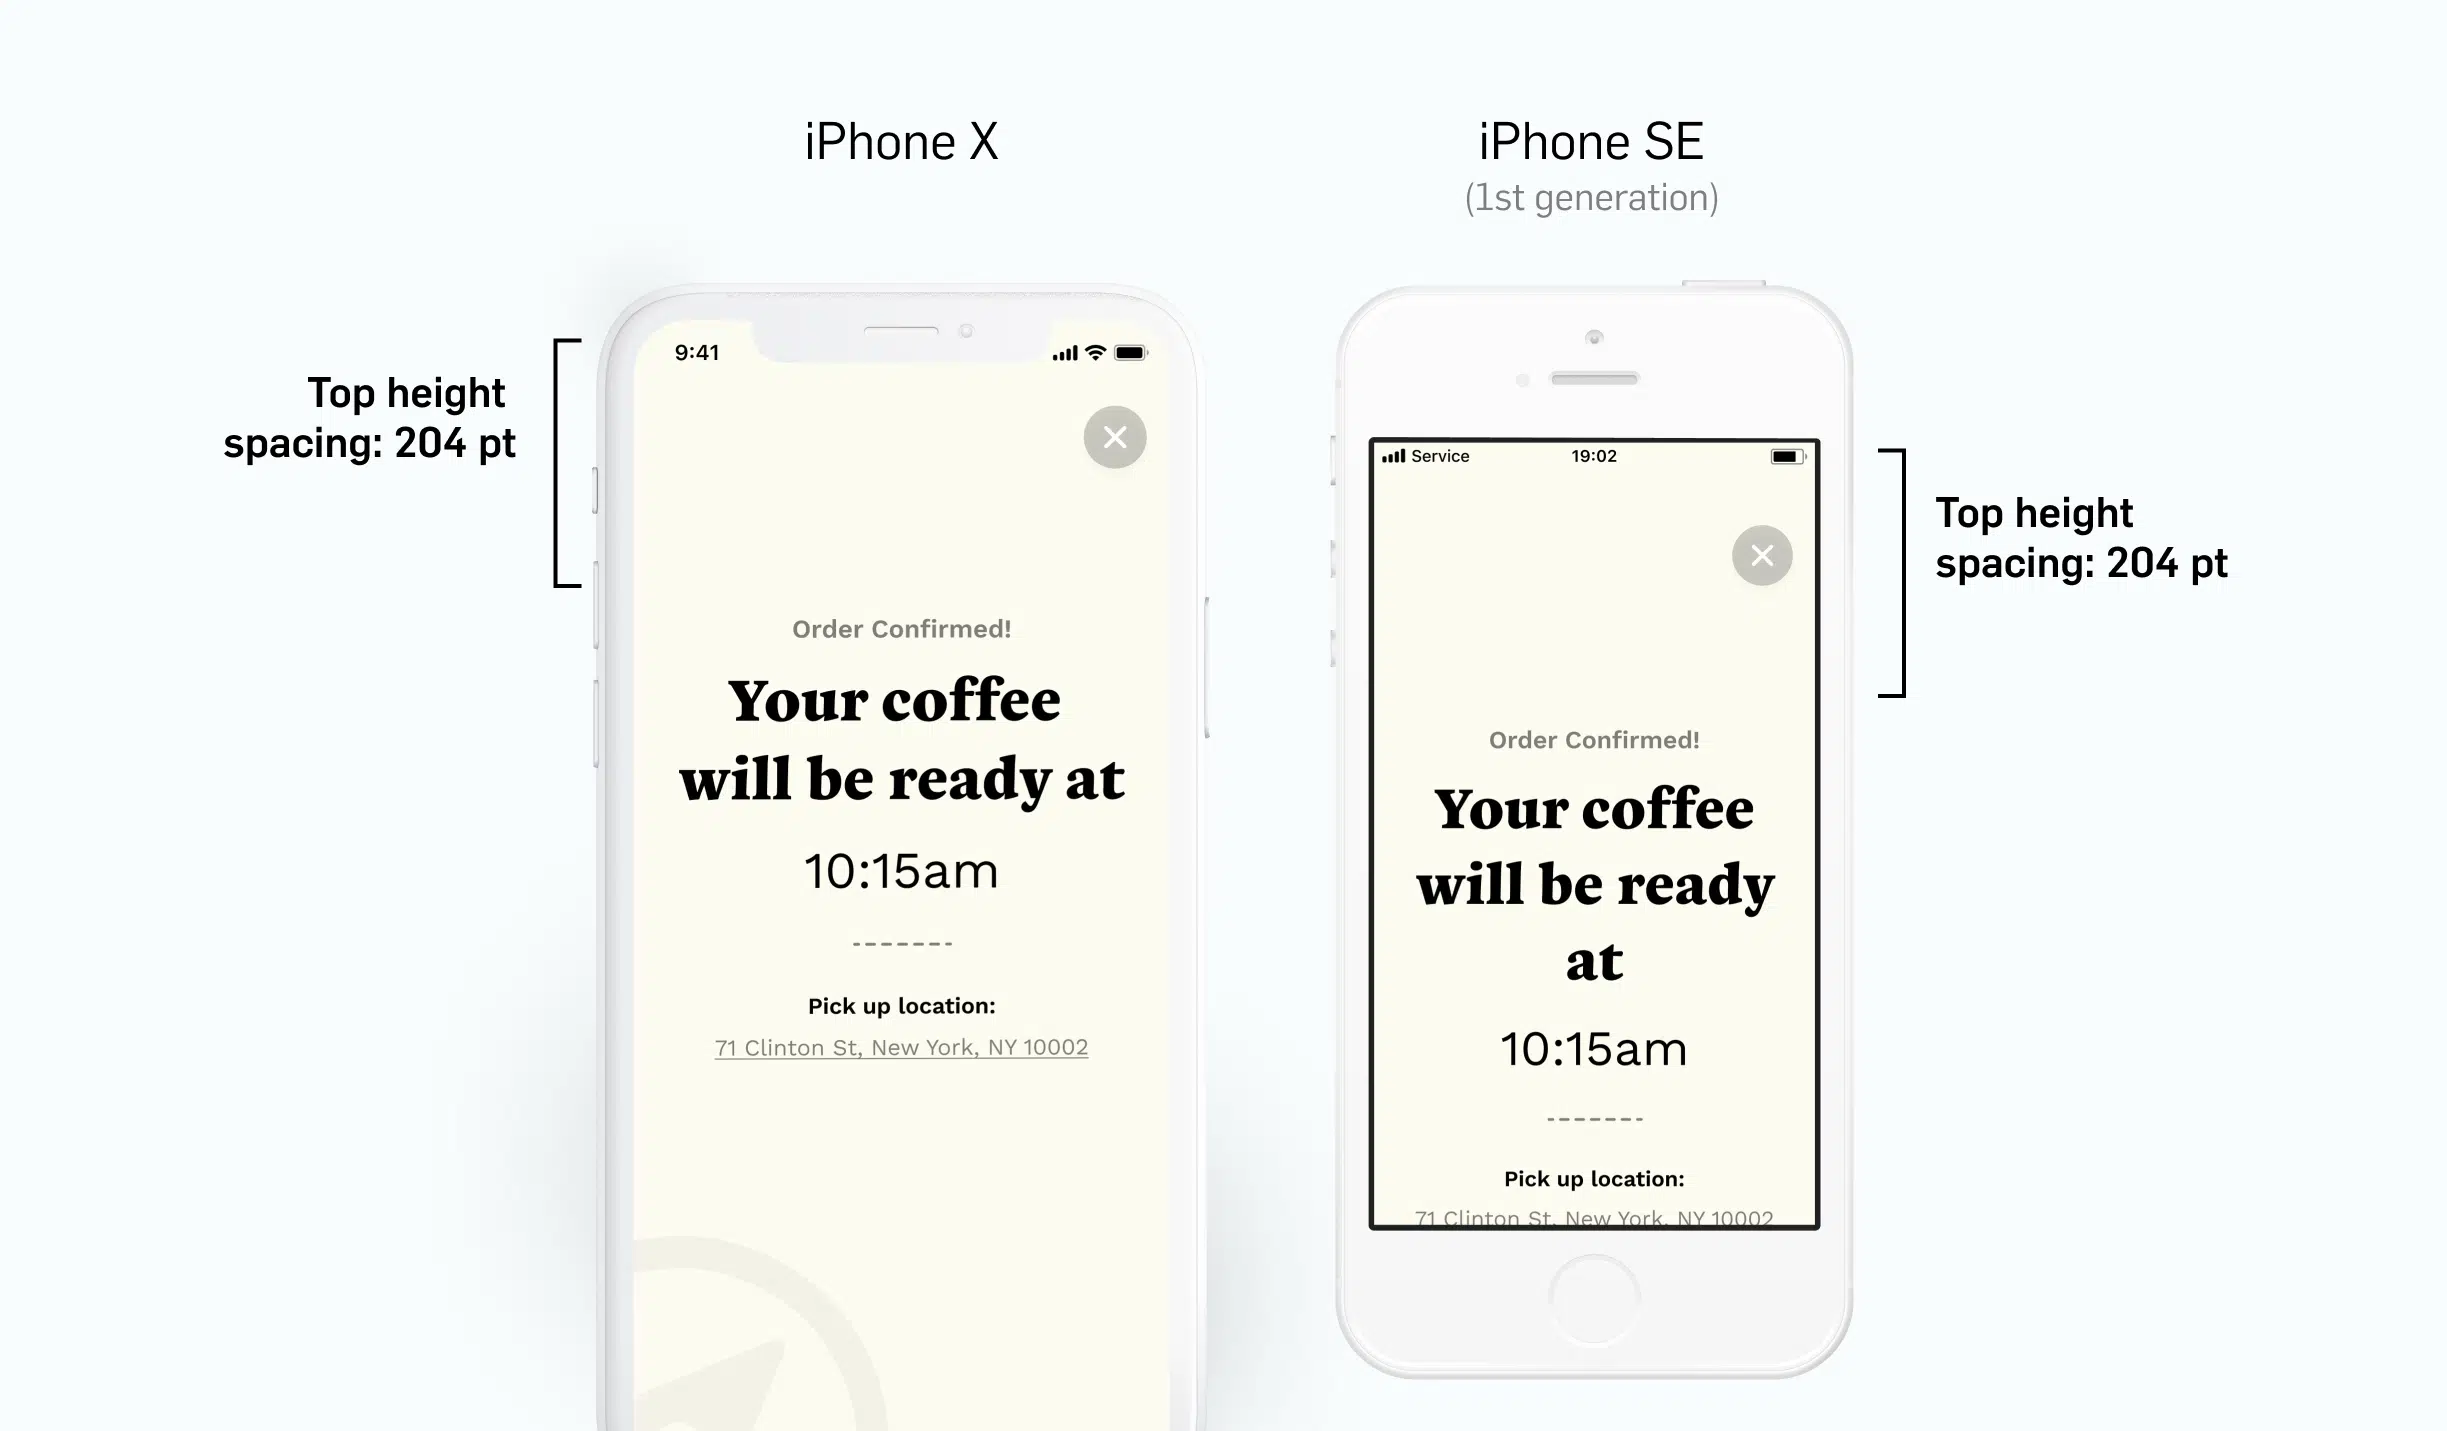 iPhone X
Top height
spacing: 204 pt
9:41
Order Confirmed!
Your coffee
will be ready at
10:15am
Pick up location:
71 Clinton St, New York, NY 10002
iPhone SE
(1st generation)
Service 19:02
Order Confirmed!
Your coffee
will be ready
at
10:15am
Pick up location:
71 Clinton St, New York, NY 10002
Top height
spacing: 204 pt